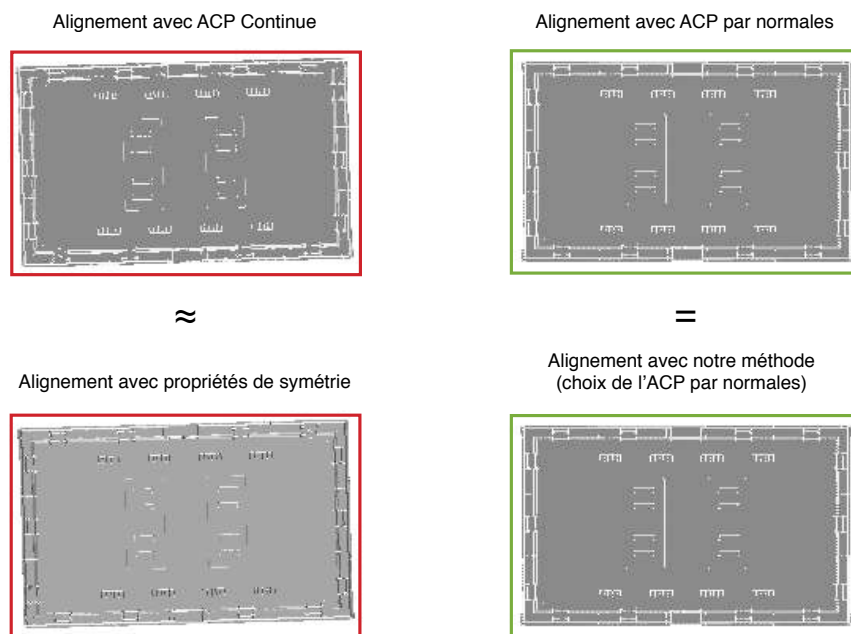 Alignement avec ACP Continue
Alignement avec ACP par normales
≈
=
Alignement avec propriétés de symétrie
Alignement avec notre méthode
(choix de l'ACP par normales)